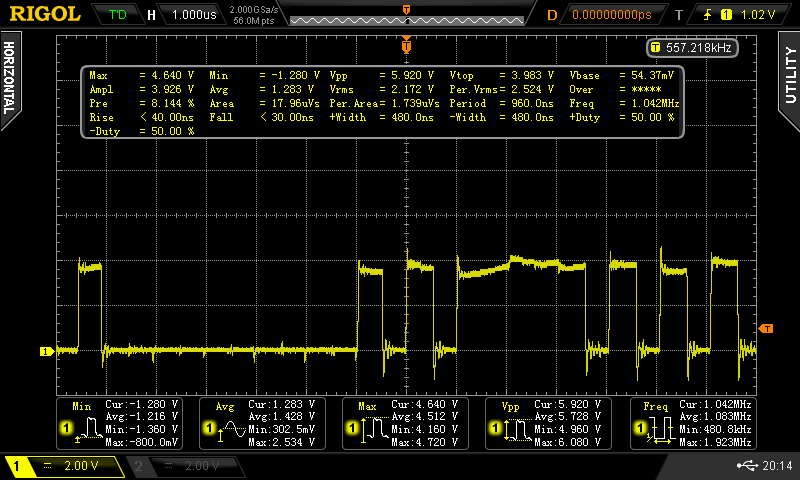 RIGOL T'D H 1.000us 2.000GSa/s 56.0M pts D 0.00000000ps T 1 1.02 V
HORIZONTAL
UTILITY
T
T 557.218kHz
Max = 4.640 V Min = -1.280 V Vpp = 5.920 V Vtop = 3.983 V Vbase = 54.37mV
Ampl = 3.926 V Avg = 1.283 V Vrms = 2.172 V Per.Vrms= 2.524 V Over = *****
Pre = 8.144 % Area = 17.96uVs Per.Area= 1.739uVs Period = 960.0ns Freq = 1.042MHz
Rise < 40.00ns Fall < 30.00ns +Width = 480.0ns -Width = 480.0ns +Duty = 50.00 %
-Duty = 50.00 %
T
1
Min Cur:-1.280 V
Avg:-1.216 V
1 Min:-1.360 V
Max:-800.0mV
Avg Cur:1.283 V
Avg:1.428 V
1 Min:302.5mV
Max:2.534 V
Max Cur:4.640 V
Avg:4.512 V
1 Min:4.160 V
Max:4.720 V
Vpp Cur:5.920 V
Avg:5.728 V
1 Min:4.960 V
Max:6.080 V
Freq Cur:1.042MHz
Avg:1.083MHz
1 Min:480.8kHz
Max:1.923MHz
1 2.00 V 2 2.00 V 20:14